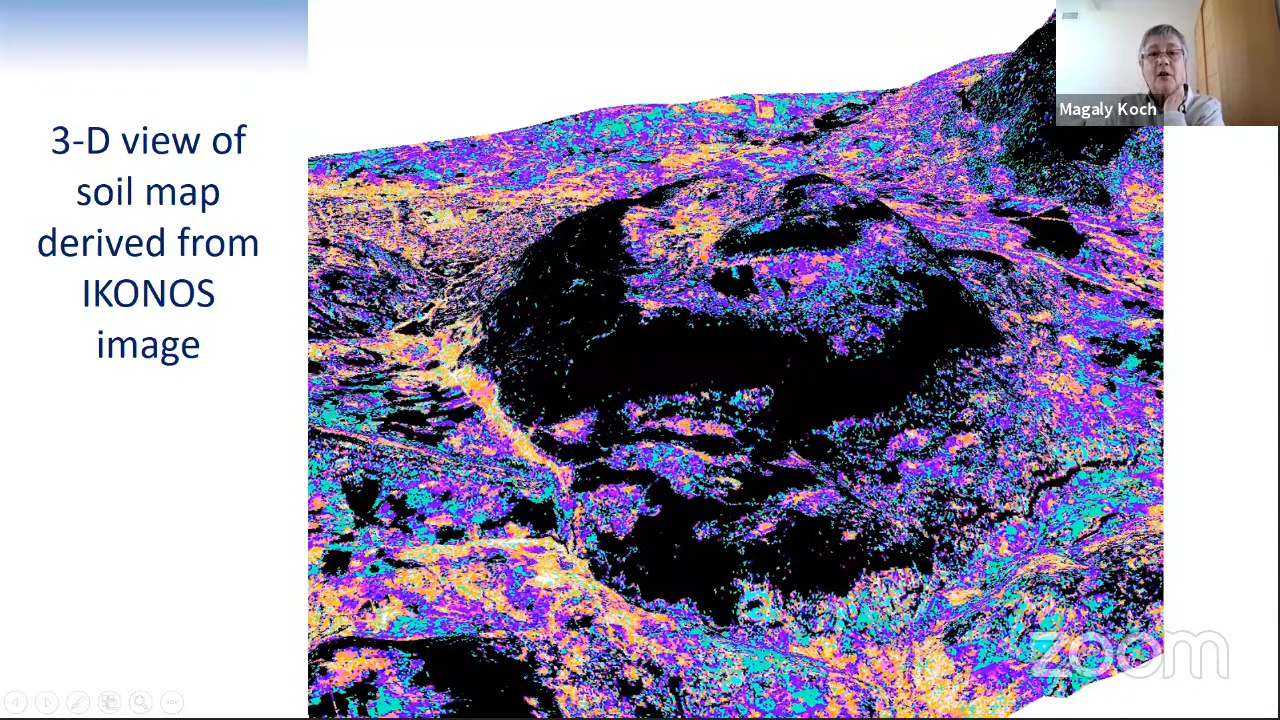 3-D view of
soil map
derived from
IKONOS
image
Magaly Koch
zoom